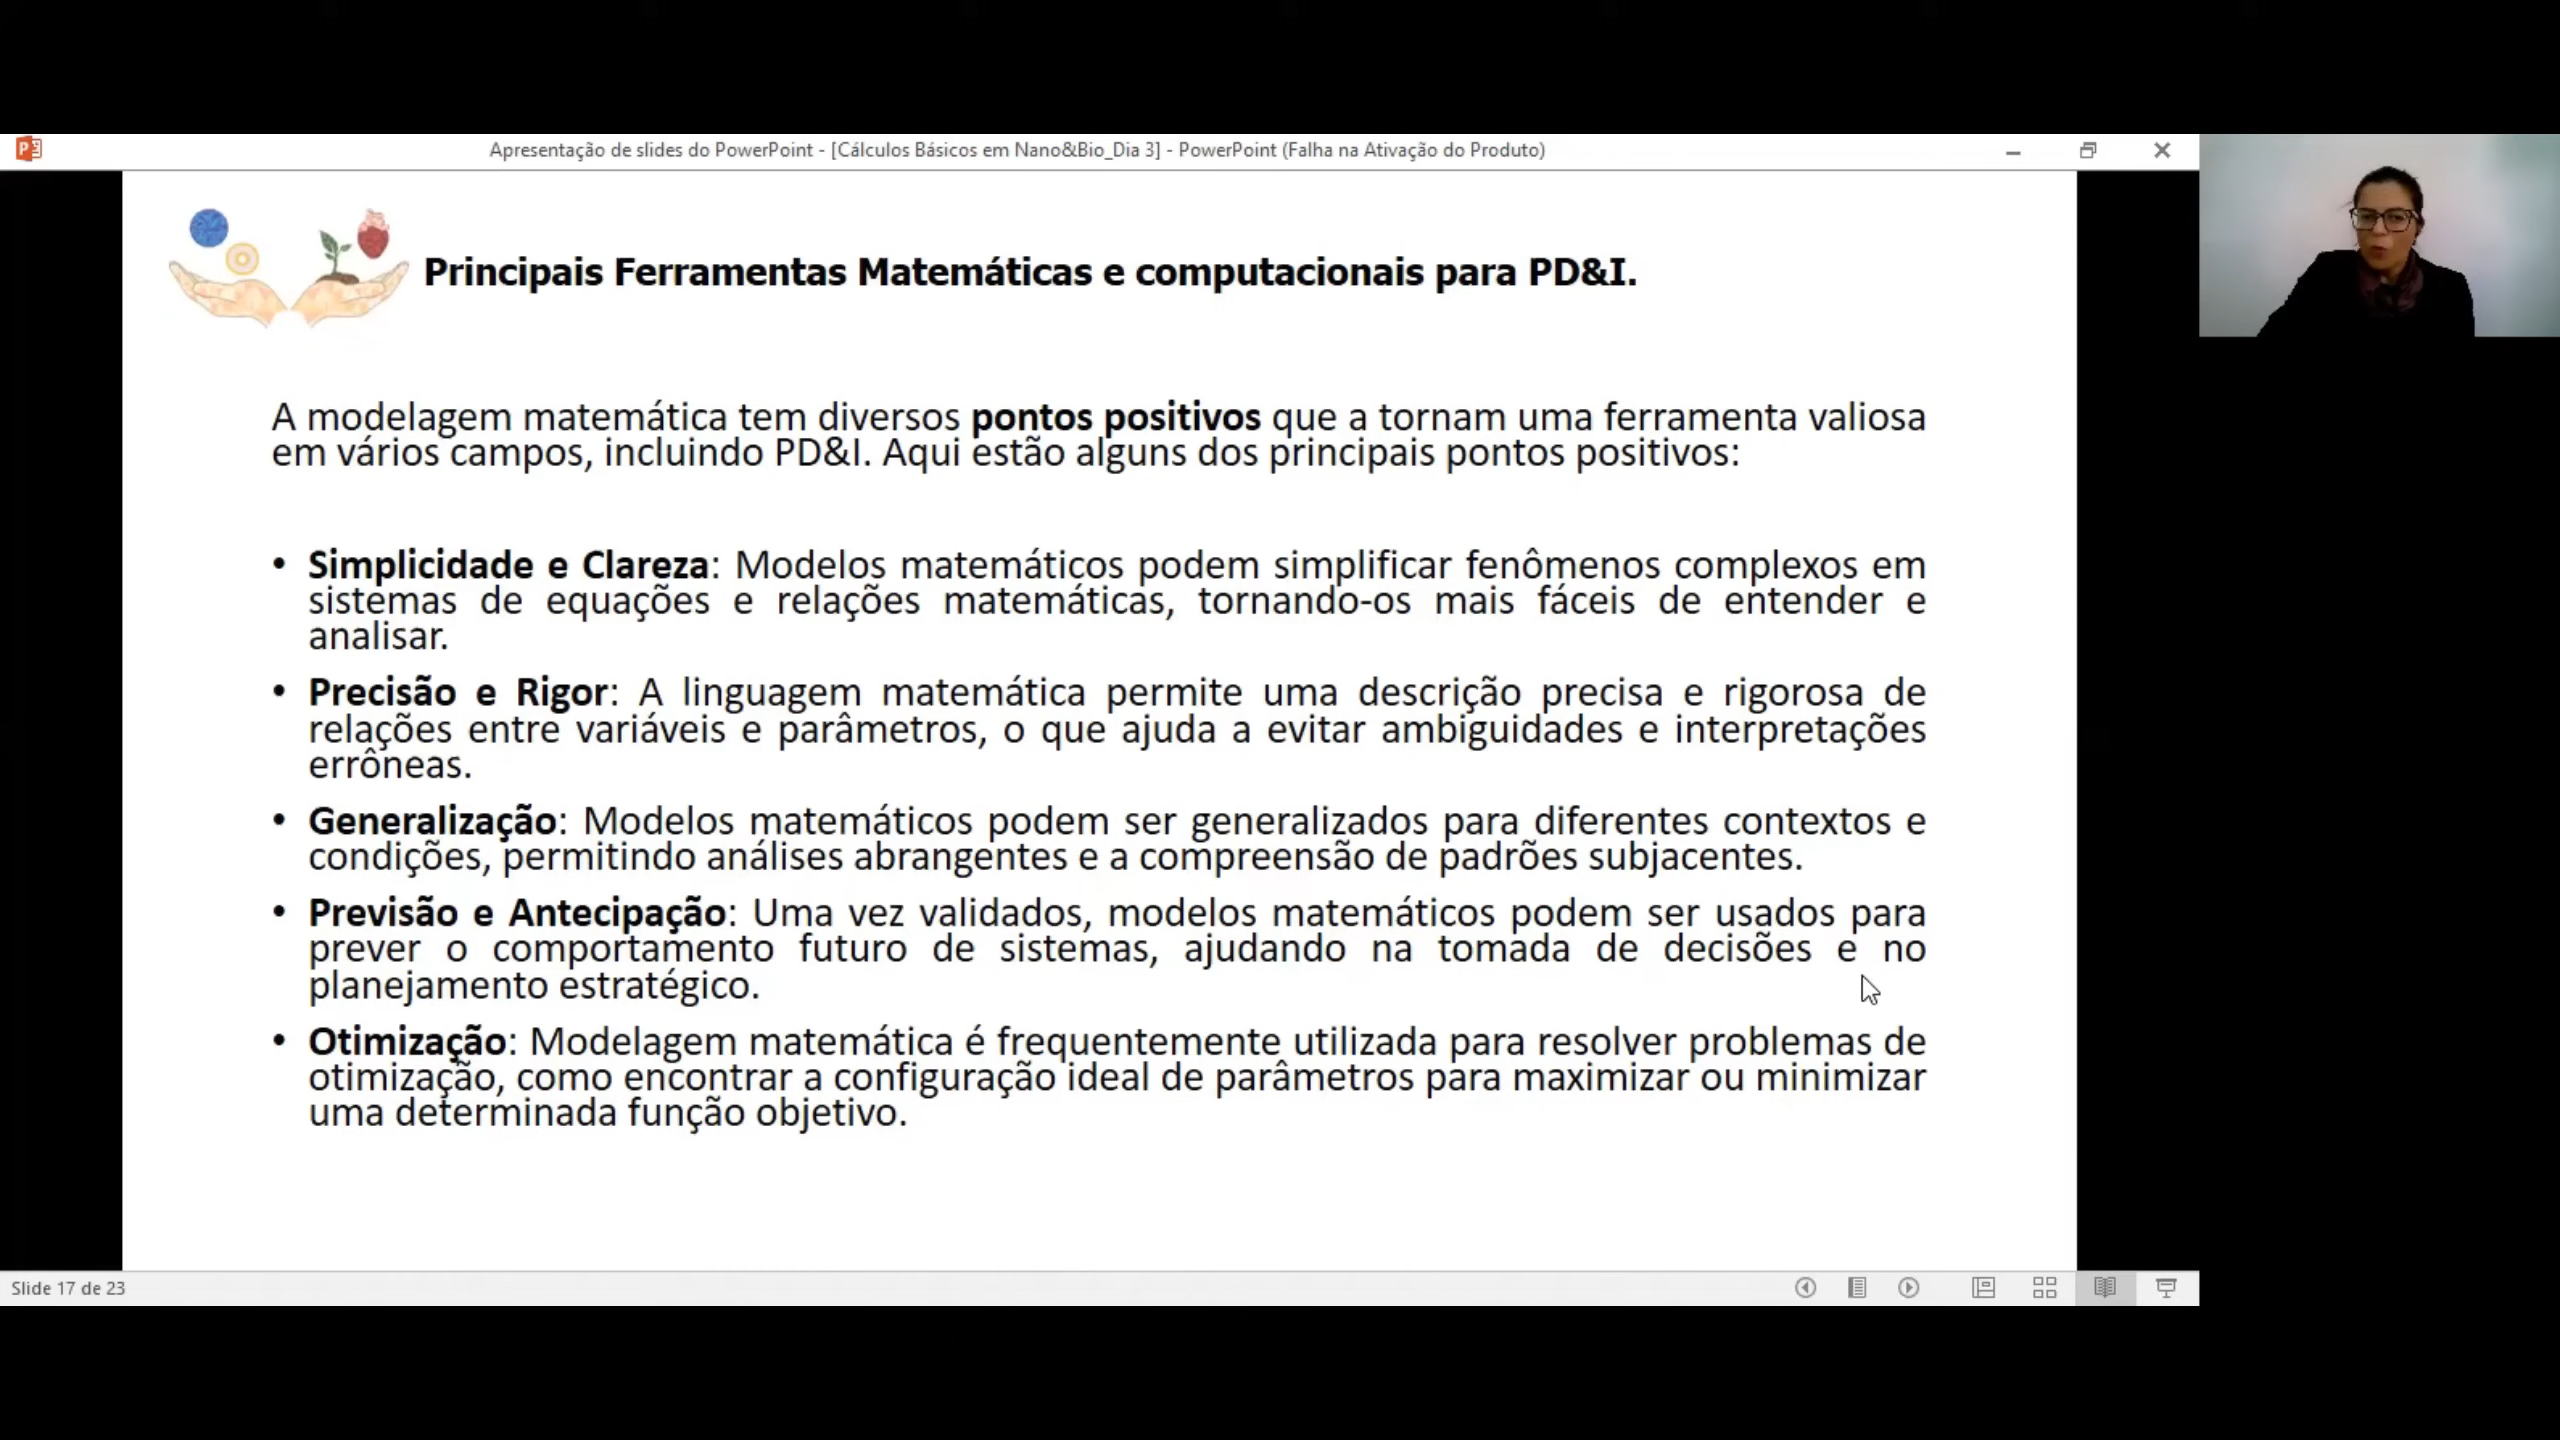 Apresentação de slides do PowerPoint - [Cálculos Básicos em Nano&Bio_Dia 3] - PowerPoint (Falha na Ativação do Produto)
Principais Ferramentas Matemáticas e computacionais para PD&I.
A modelagem matemática tem diversos pontos positivos que a tornam uma ferramenta valiosa
em vários campos, incluindo PD&I. Aqui estão alguns dos principais pontos positivos:
• Simplicidade e Clareza: Modelos matemáticos podem simplificar fenômenos complexos em
sistemas de equações e relações matemáticas, tornando-os mais fáceis de entender e
analisar.
• Precisão e Rigor: A linguagem matemática permite uma descrição precisa e rigorosa de
relações entre variáveis e parâmetros, o que ajuda a evitar ambiguidades e interpretações
errôneas.
• Generalização: Modelos matemáticos podem ser generalizados para diferentes contextos e
condições, permitindo análises abrangentes e a compreensão de padrões subjacentes.
• Previsão e Antecipação: Uma vez validados, modelos matemáticos podem ser usados para
prever o comportamento futuro de sistemas, ajudando na tomada de decisões e no
planejamento estratégico.
• Otimização: Modelagem matemática é frequentemente utilizada para resolver problemas de
otimização, como encontrar a configuração ideal de parâmetros para maximizar ou minimizar
uma determinada função objetivo.
Slide 17 de 23